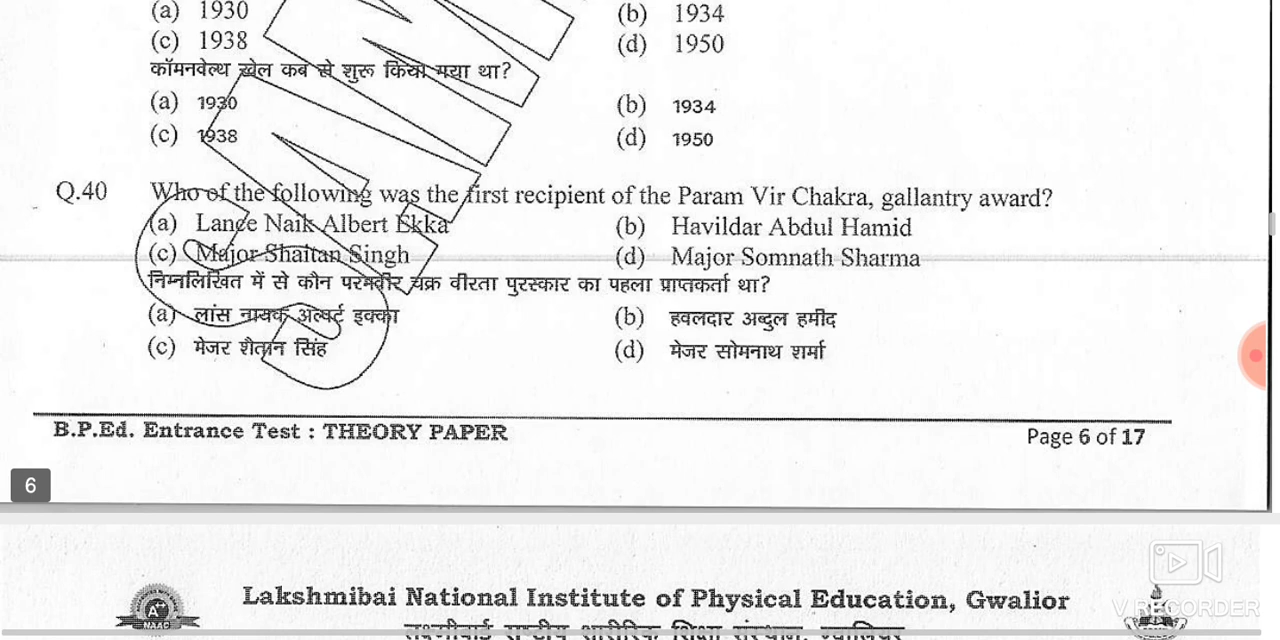 (a) 1930 (b) 1934
(c) 1938 (d) 1950
कॉमनवेल्थ खेल कब से शुरू किया गया था?
(a) 1930 (b) 1934
(c) 1938 (d) 1950
Q.40 Who of the following was the first recipient of the Param Vir Chakra, gallantry award?
(a) Lance Naik Albert Ekka (b) Havildar Abdul Hamid
(c) Major Shaitan Singh (d) Major Somnath Sharma
निम्नलिखित में से कौन परमवीर चक्र वीरता पुरस्कार का पहला प्राप्तकर्ता था?
(a) लांस नायक अल्बर्ट इक्का (b) हवलदार अब्दुल हमीद
(c) मेजर शैतान सिंह (d) मेजर सोमनाथ शर्मा
B.P.Ed. Entrance Test : THEORY PAPER Page 6 of 17
6
Lakshmibai National Institute of Physical Education, Gwalior
V RECORDER
NAAC